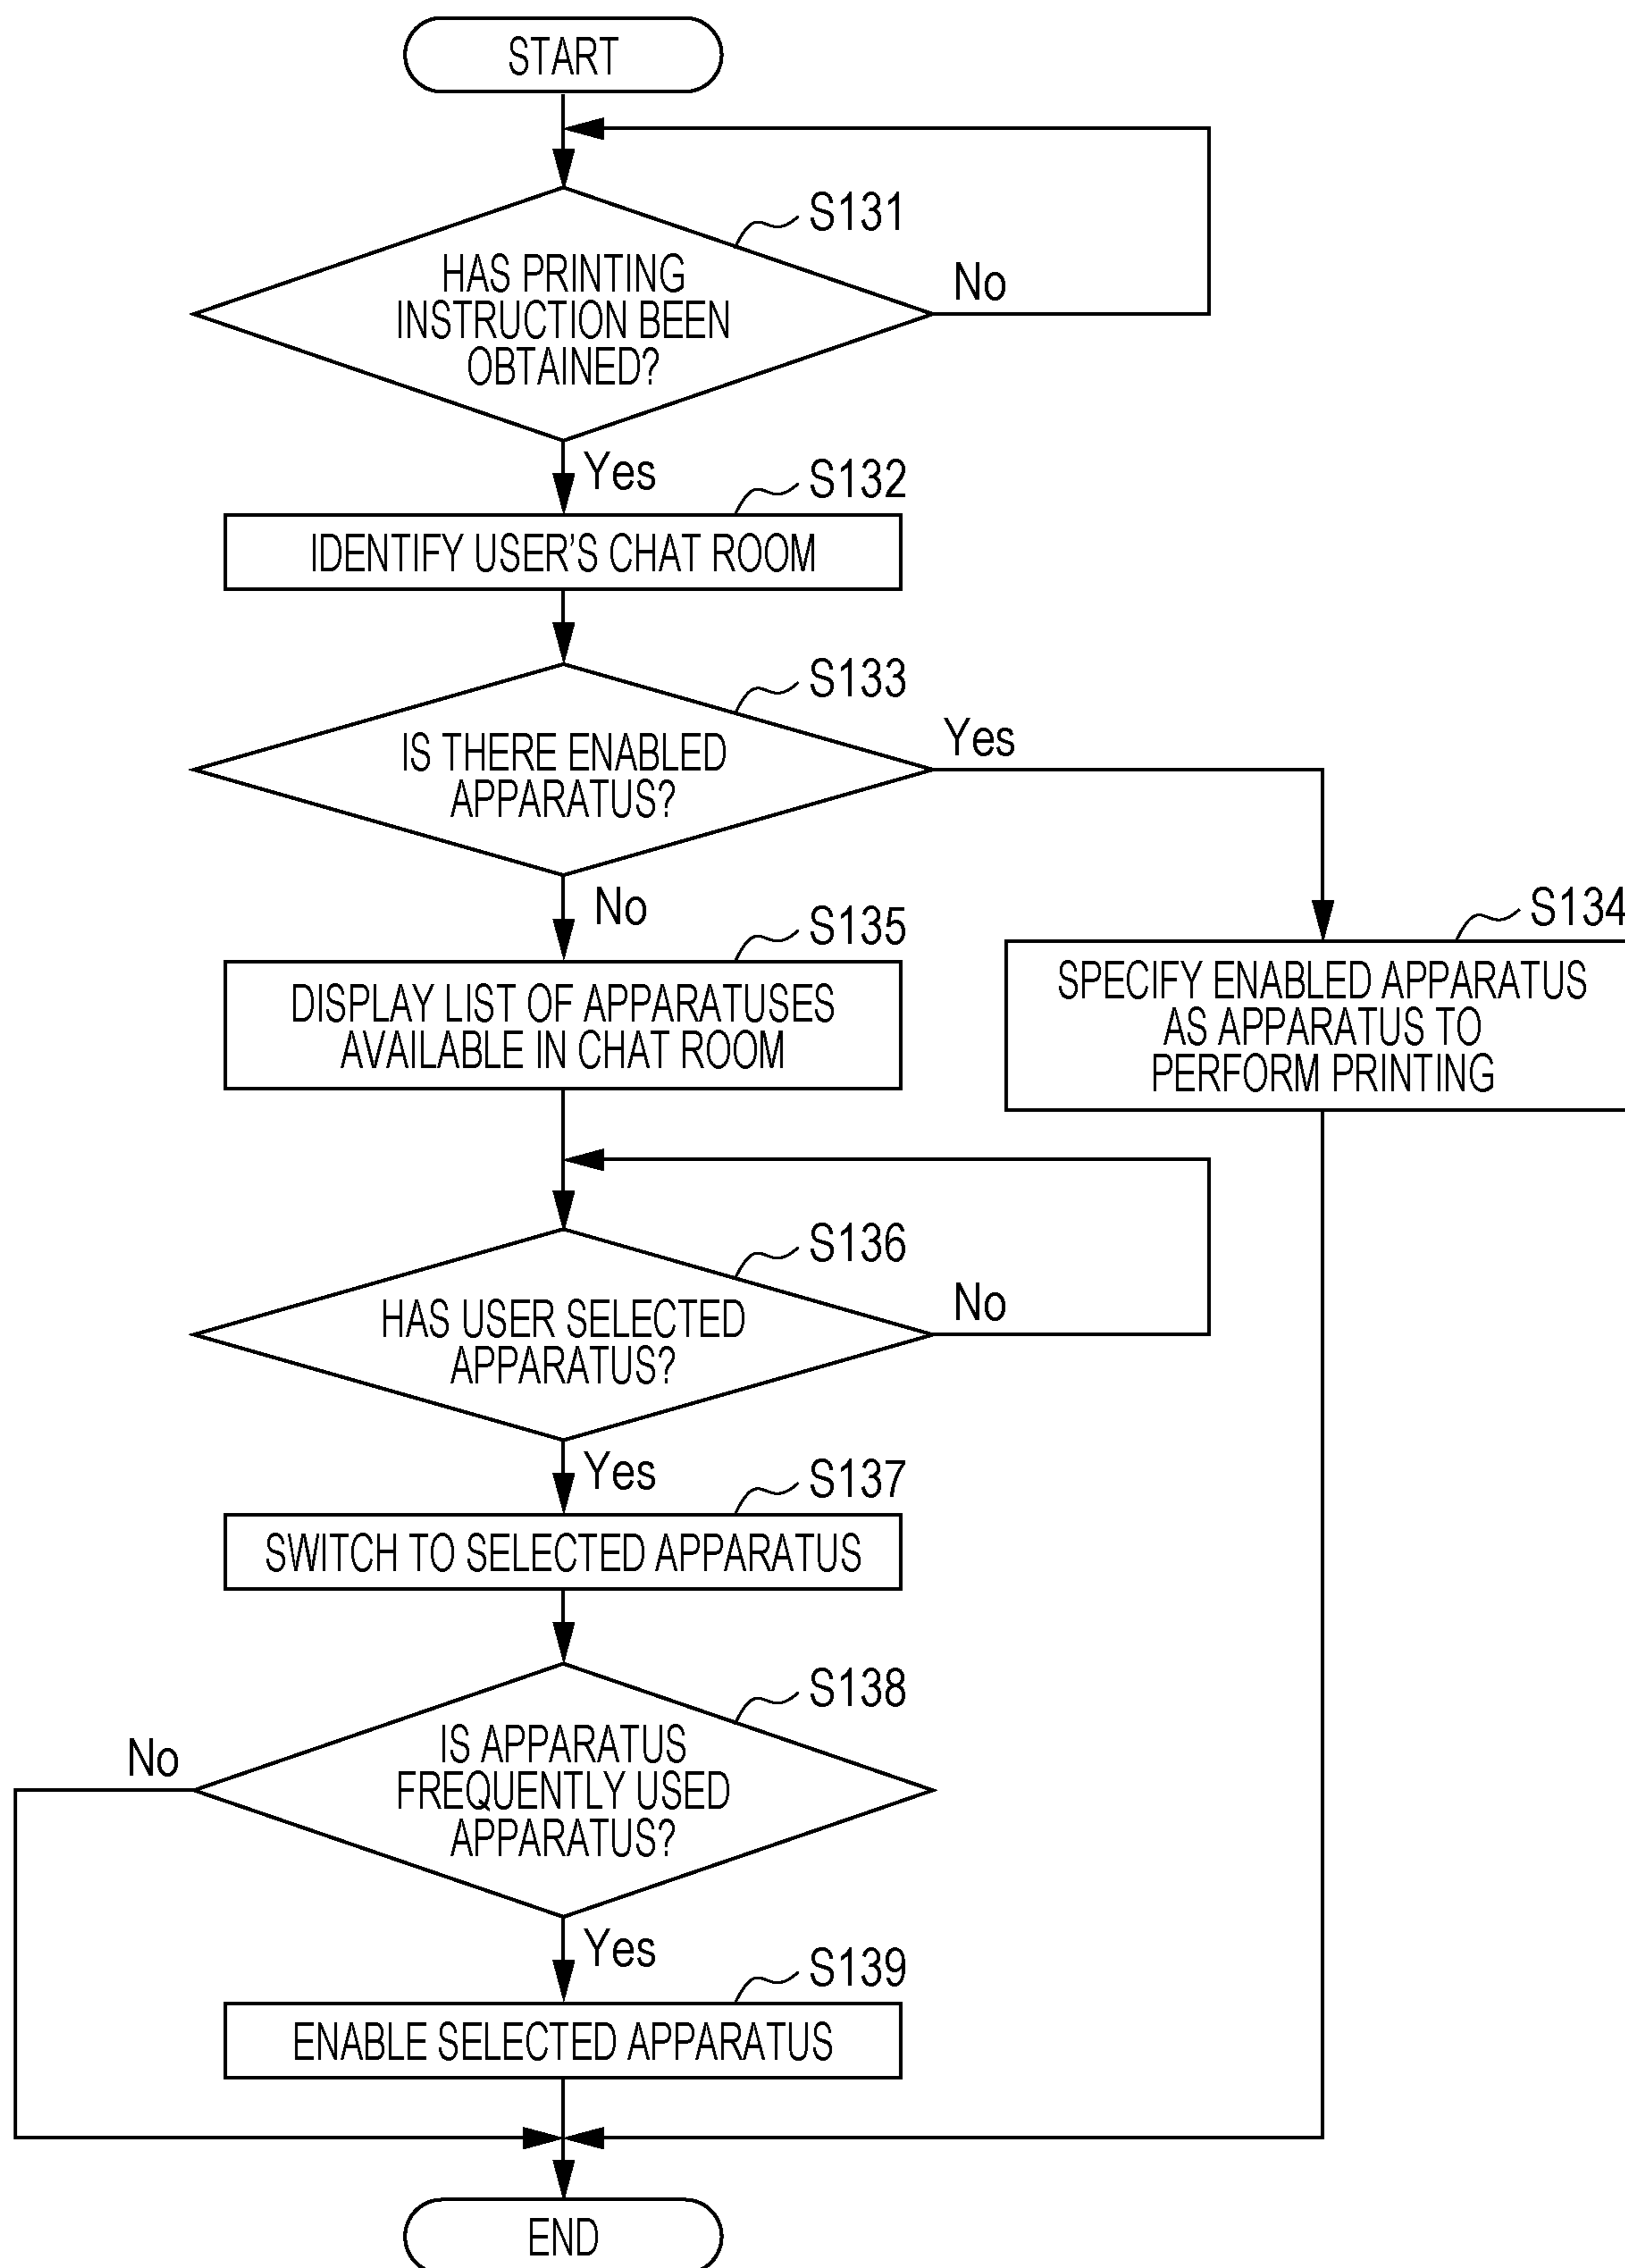 START
S131
HAS PRINTING
INSTRUCTION BEEN
OBTAINED?
No
Yes
S132
IDENTIFY USER'S CHAT ROOM
S133
IS THERE ENABLED
APPARATUS?
Yes
No
S134
SPECIFY ENABLED APPARATUS
AS APPARATUS TO
PERFORM PRINTING
S135
DISPLAY LIST OF APPARATUSES
AVAILABLE IN CHAT ROOM
S136
HAS USER SELECTED
APPARATUS?
No
Yes
S137
SWITCH TO SELECTED APPARATUS
S138
IS APPARATUS
FREQUENTLY USED
APPARATUS?
No
Yes
S139
ENABLE SELECTED APPARATUS
END